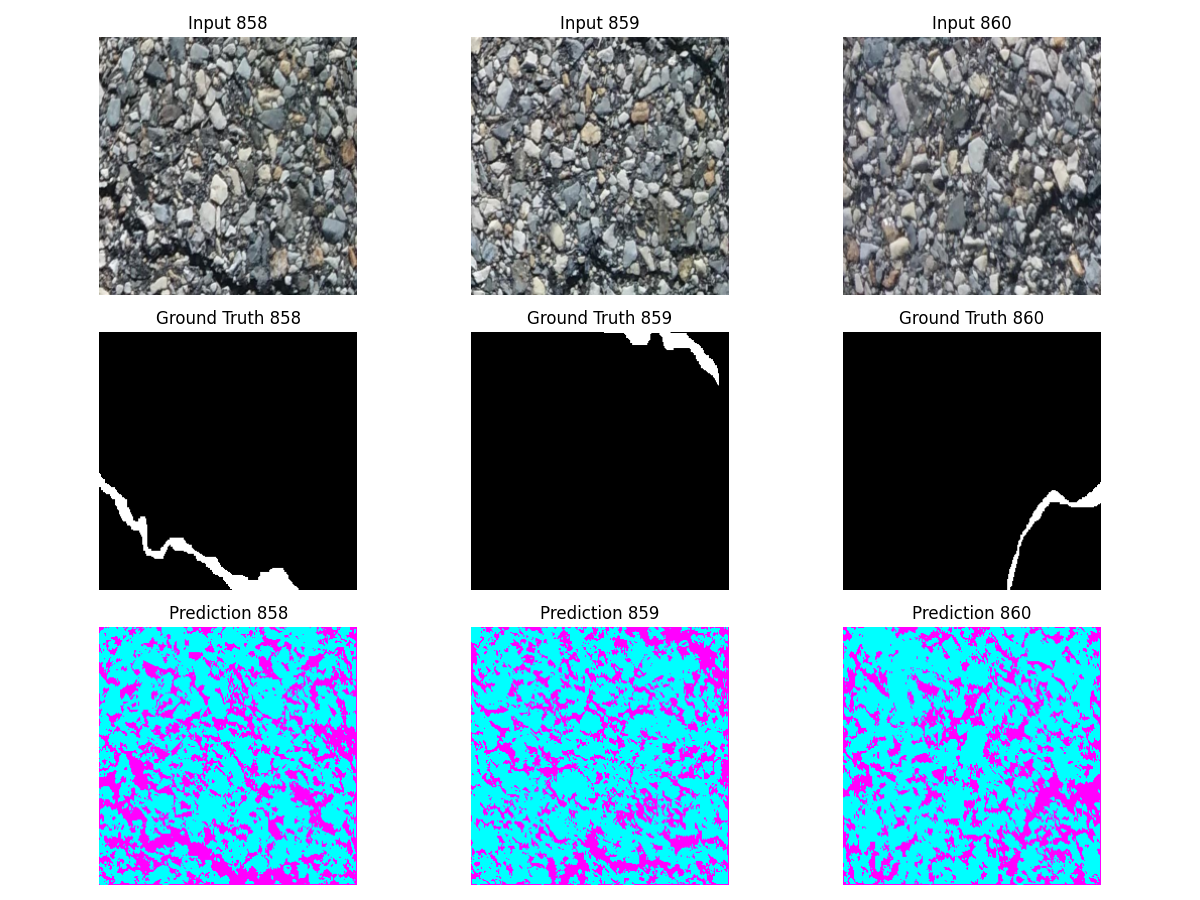 Input 858
Input 859
Input 860
Ground Truth 858
Ground Truth 859
Ground Truth 860
Prediction 858
Prediction 859
Prediction 860